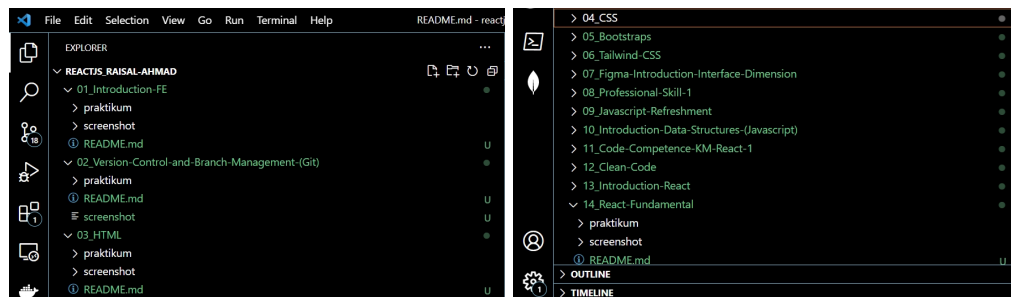 File Edit Selection View Go Run Terminal Help README.md - reactj
EXPLORER
REACTJS_RAISAL-AHMAD
01_Introduction-FE
praktikum
screenshot
README.md U
02_Version-Control-and-Branch-Management-(Git)
praktikum
README.md U
screenshot U
03_HTML
praktikum
screenshot
README.md U
18
1
04_CSS
05_Bootstraps
06_Tailwind-CSS
07_Figma-Introduction-Interface-Dimension
08_Professional-Skill-1
09_Javascript-Refreshment
10_Introduction-Data-Structures-(Javascript)
11_Code-Competence-KM-React-1
12_Clean-Code
13_Introduction-React
14_React-Fundamental
praktikum
screenshot
README.md U
OUTLINE
TIMELINE
1